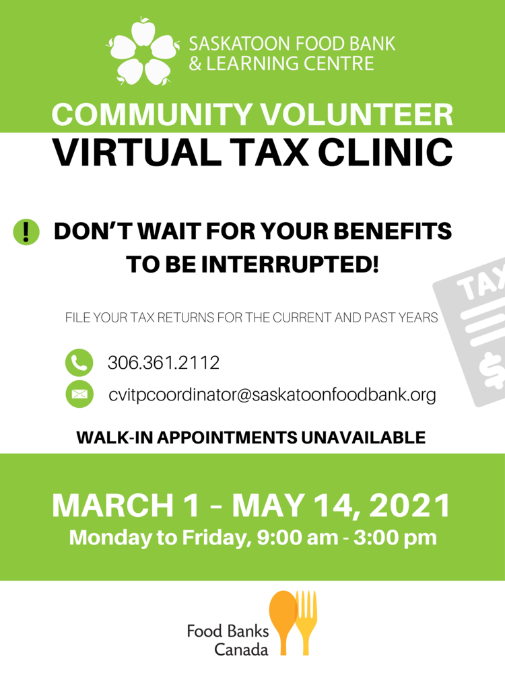 SASKATOON FOOD BANK
& LEARNING CENTRE
COMMUNITY VOLUNTEER
VIRTUAL TAX CLINIC
! DON'T WAIT FOR YOUR BENEFITS
TO BE INTERRUPTED!
TAX
FILE YOUR TAX RETURNS FOR THE CURRENT AND PAST YEARS
$
306.361.2112
cvitpcoordinator@saskatoonfoodbank.org
WALK-IN APPOINTMENTS UNAVAILABLE
MARCH 1 – MAY 14, 2021
Monday to Friday, 9:00 am - 3:00 pm
Food Banks
Canada